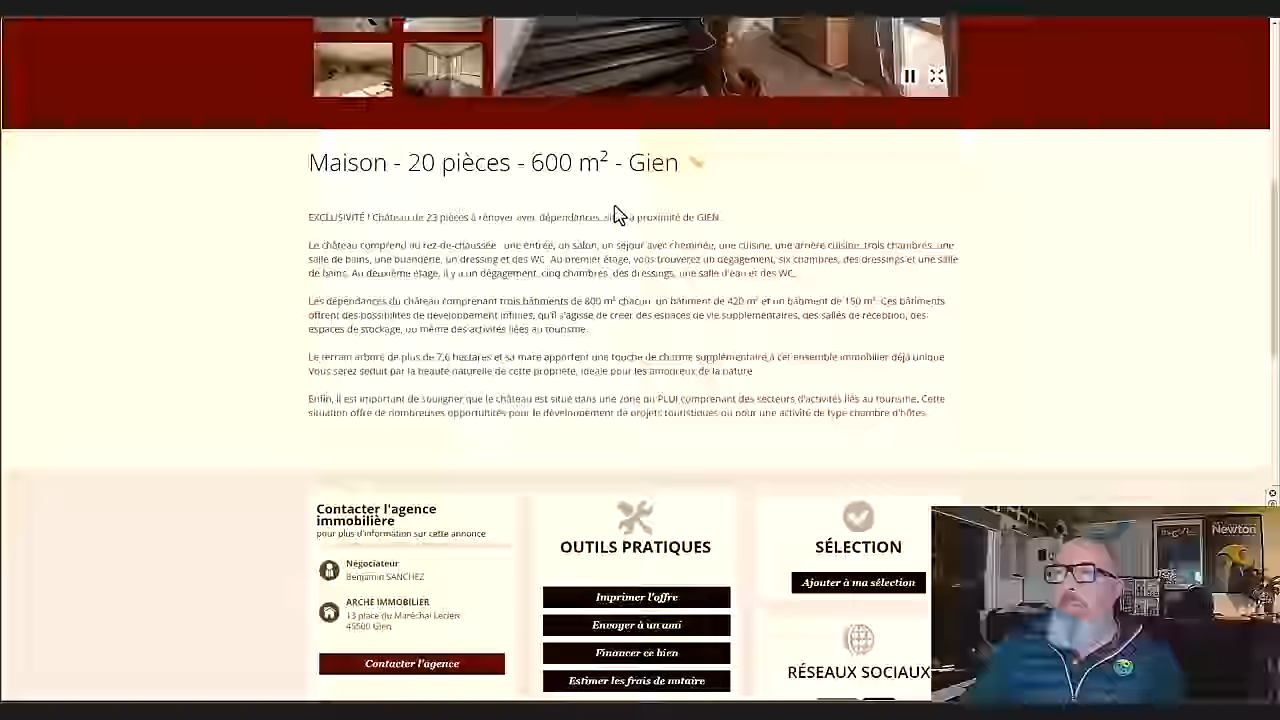 Maison - 20 pièces - 600 m² - Gien
EXCLUSIVITÉ ! Château de 23 pièces à rénover avec dépendances à proximité de GIEN.
Le château comprend au rez-de-chaussée une entrée, un salon, un séjour avec cheminée, une cuisine, une arrière cuisine trois chambres une
salle de bains, une buanderie, un dressing et des WC. Au premier étage, vous trouverez un dégagement, six chambres, des dressings et une salle
de bains. Au deuxième étage, il y a un dégagement, cinq chambres, des dressings, une salle d'eau et des WC.
Les dépendances du château comprenant trois bâtiments de 800 m² chacun un bâtiment de 420 m² et un bâtiment de 150 m². Ces bâtiments
offrent des possibilités de développement infinies, qu'il s'agisse de créer des espaces de vie supplémentaires, des salles de réception, des
espaces de stockage, ou même des activités liées au tourisme.
Le terrain arboré de plus de 7,6 hectares et sa mare apportent une touche de charme supplémentaire à cet ensemble immobilier déjà unique
Vous serez séduit par la beauté naturelle de cette propriété, idéale pour les amoureux de la nature
Enfin, il est important de souligner que le château est situé dans une zone du PLUI comprenant des secteurs d'activités liés au tourisme. Cette
situation offre de nombreuses opportunités pour le développement de projets touristiques ou pour une activité de type chambre d'hôtes.
Contacter l'agence
immobilière
pour plus d'information sur cette annonce
Négociateur
Benjamin SANCHEZ
ARCHE IMMOBILIER
13 place du Maréchal Leclerc
45500 Gien
Contacter l'agence
OUTILS PRATIQUES
Imprimer l'offre
Envoyer à un ami
Financer ce bien
Estimer les frais de notaire
SÉLECTION
Ajouter à ma sélection
RÉSEAUX SOCIAUX
Newton